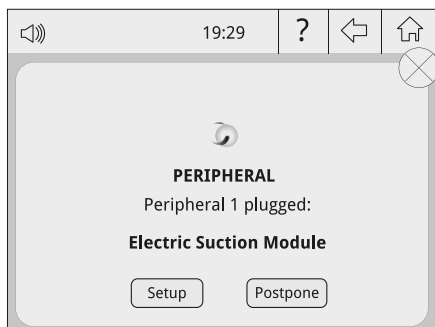 19:29 ?
PERIPHERAL
Peripheral 1 plugged:
Electric Suction Module
Setup Postpone